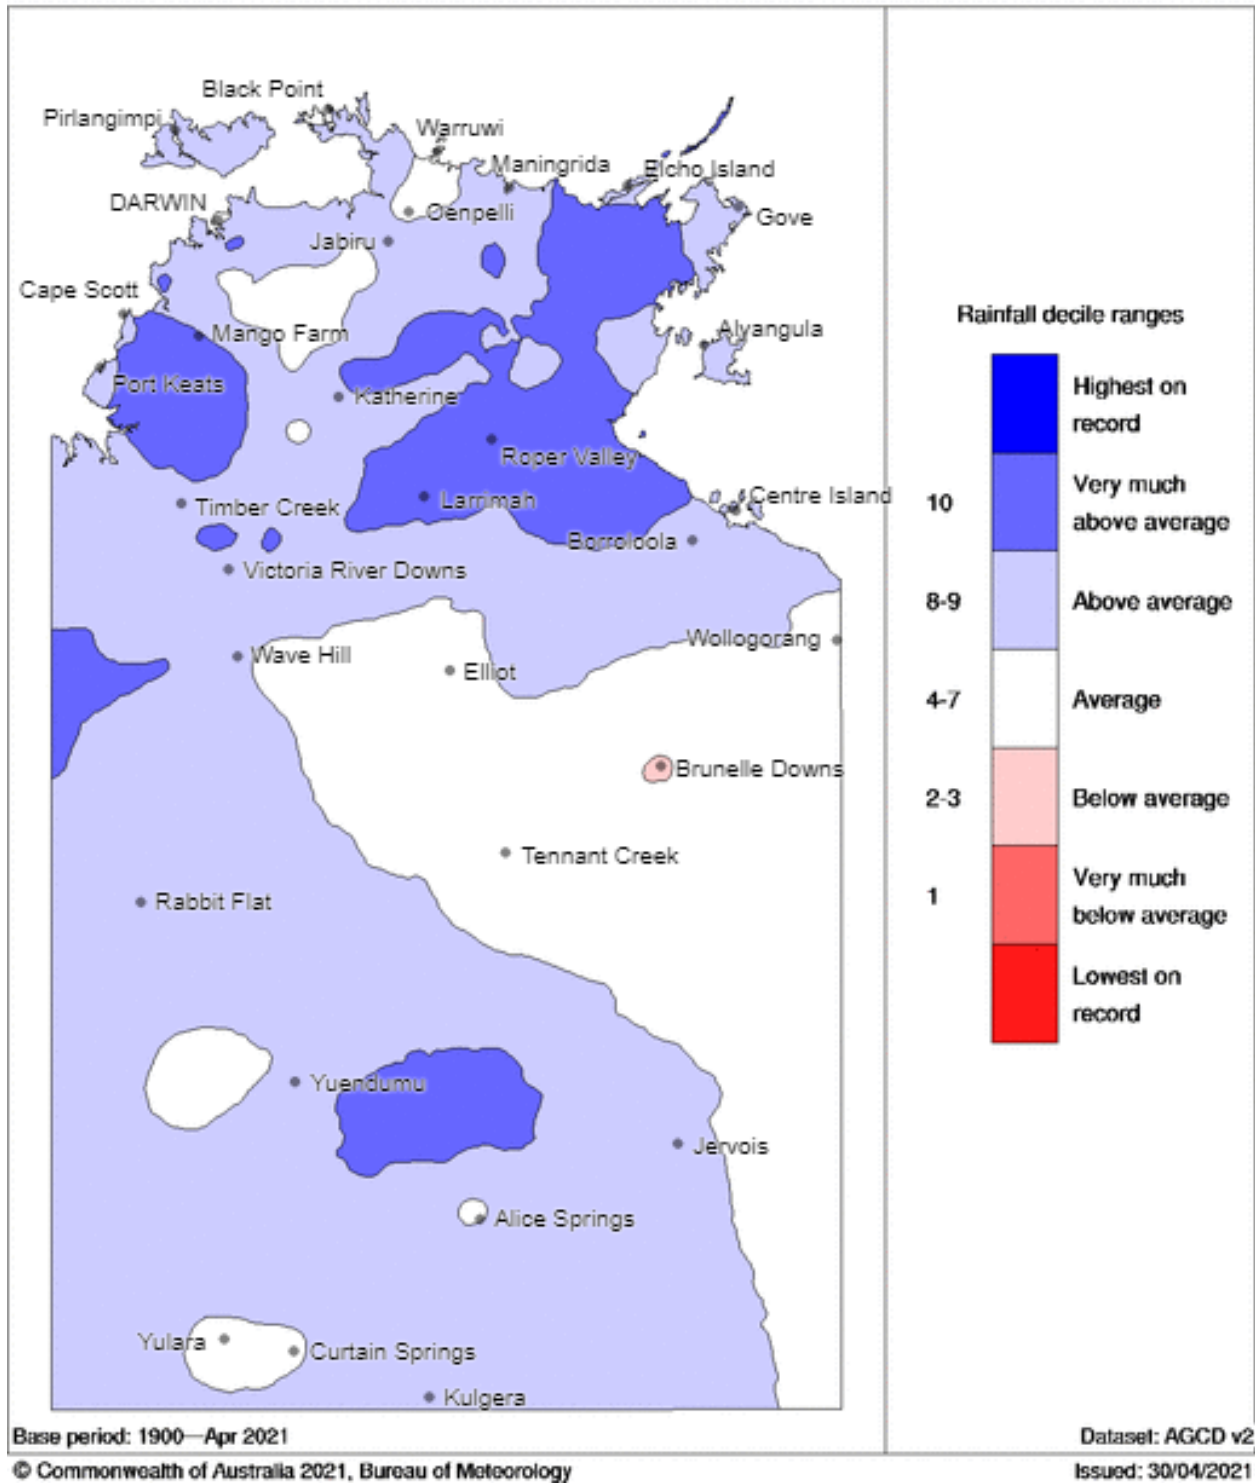 Black Point
Pirlangimpi
Warruwi
Maningrida
Elcho Island
DARWIN
Oenpelli
Gove
Jabiru
Cape Scott
Mango Farm
Alyangula
Port Keats
Katherine
Roper Valley
Timber Creek
Larrimah
Centre Island
Borroloola
Victoria River Downs
Wollogorang
Wave Hill
Elliot
Brunelle Downs
Tennant Creek
Rabbit Flat
Yuendumu
Jervois
Alice Springs
Yulara
Curtain Springs
Kulgera
Rainfall decile ranges
Highest on
record
10
Very much
above average
8-9
Above average
4-7
Average
2-3
Below average
1
Very much
below average
Lowest on
record
Base period: 1900—Apr 2021
Dataset: AGCD v2
© Commonwealth of Australia 2021, Bureau of Meteorology
Issued: 30/04/2021